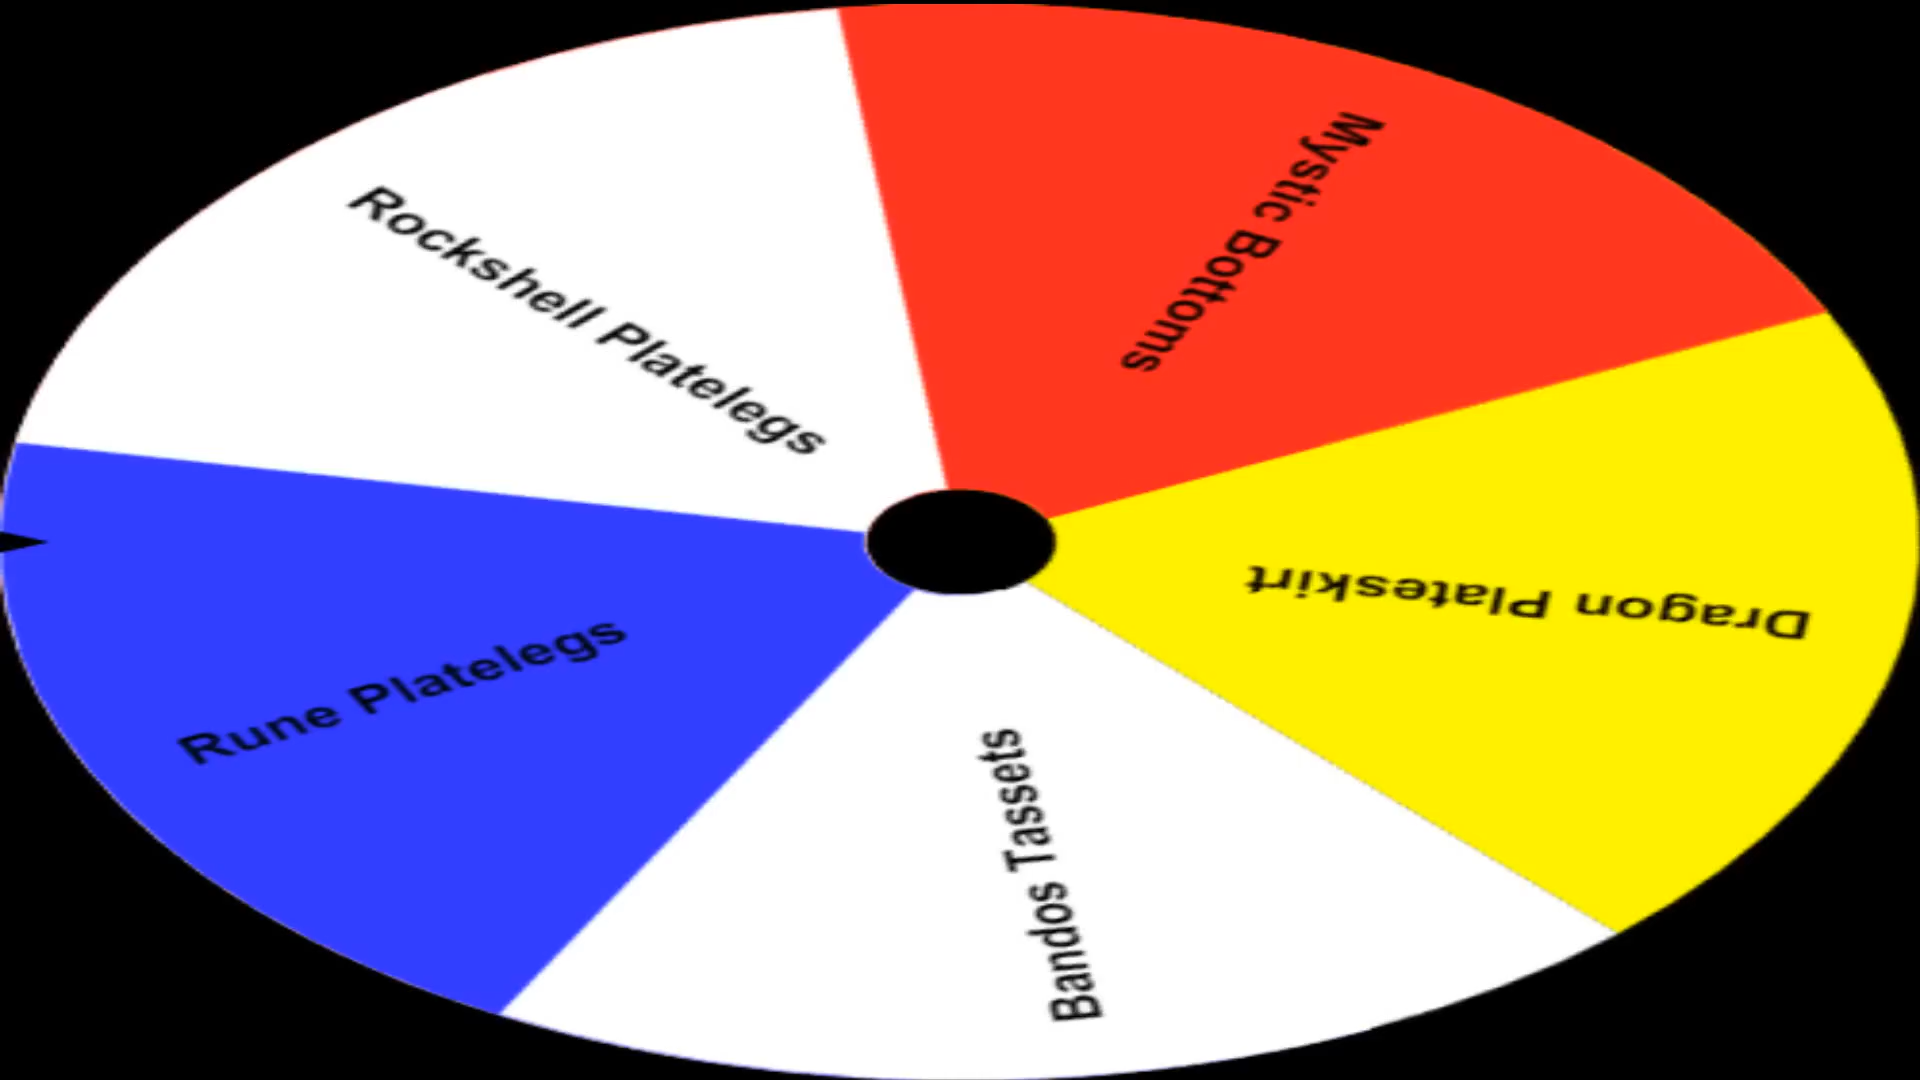 Mystic Bottoms
Rockshell Platelegs
Dragon Plateskirt
Rune Platelegs
Bandos Tassets